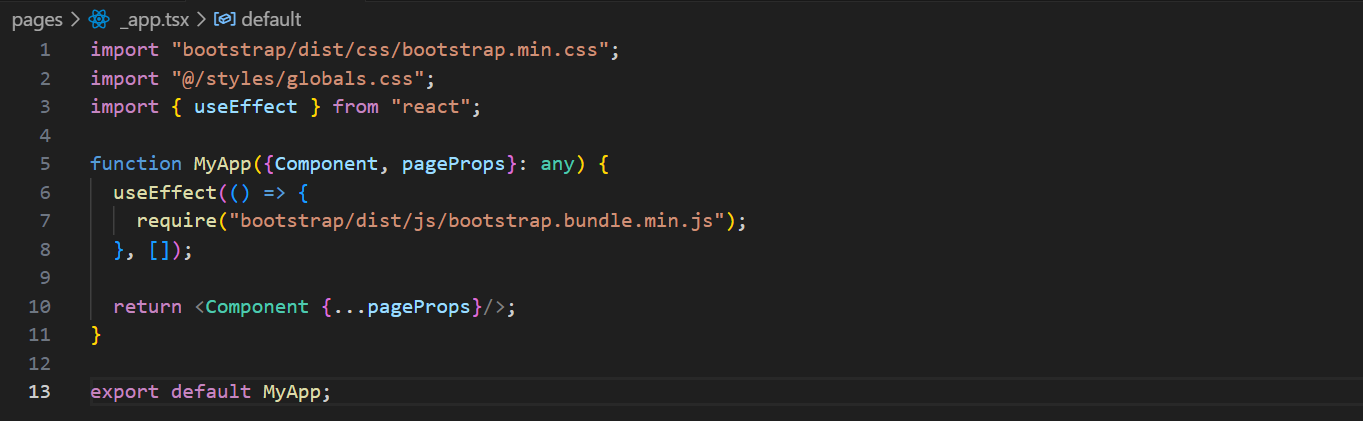 pages > _app.tsx > default
1 import "bootstrap/dist/css/bootstrap.min.css";
2 import "@/styles/globals.css";
3 import { useEffect } from "react";
4
5 function MyApp({Component, pageProps}: any) {
6   useEffect(() => {
7     require("bootstrap/dist/js/bootstrap.bundle.min.js");
8   }, []);
9
10   return <Component {...pageProps}/>;
11 }
12
13 export default MyApp;